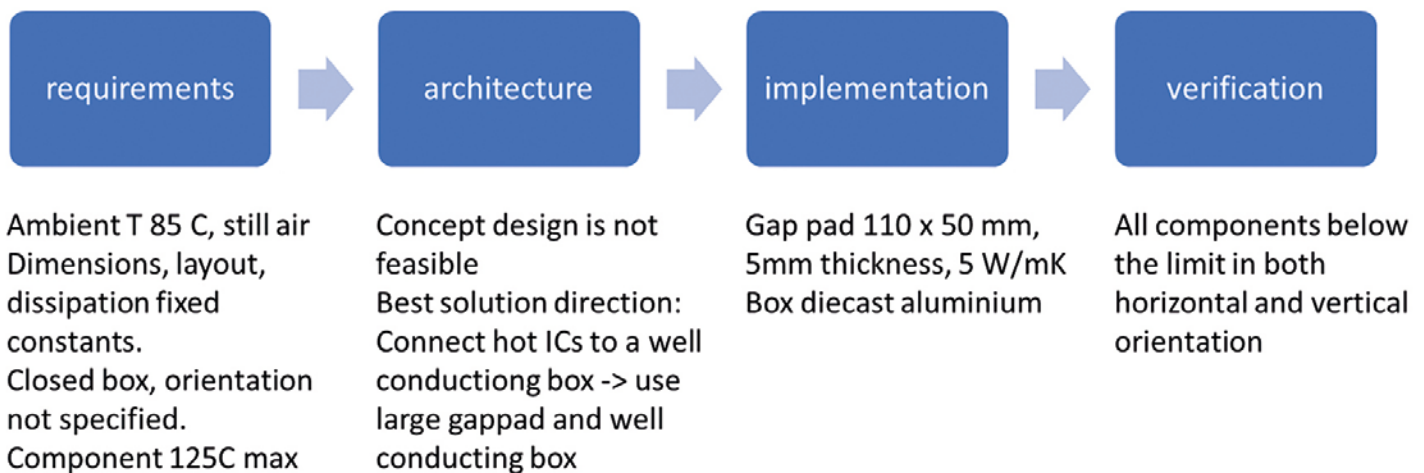 requirements
architecture
implementation
verification
Ambient T 85 C, still air
Dimensions, layout,
dissipation fixed
constants.
Closed box, orientation
not specified.
Component 125C max
Concept design is not
feasible
Best solution direction:
Connect hot ICs to a well
conductiong box -> use
large gappad and well
conducting box
Gap pad 110 x 50 mm,
5mm thickness, 5 W/mK
Box diecast aluminium
All components below
the limit in both
horizontal and vertical
orientation